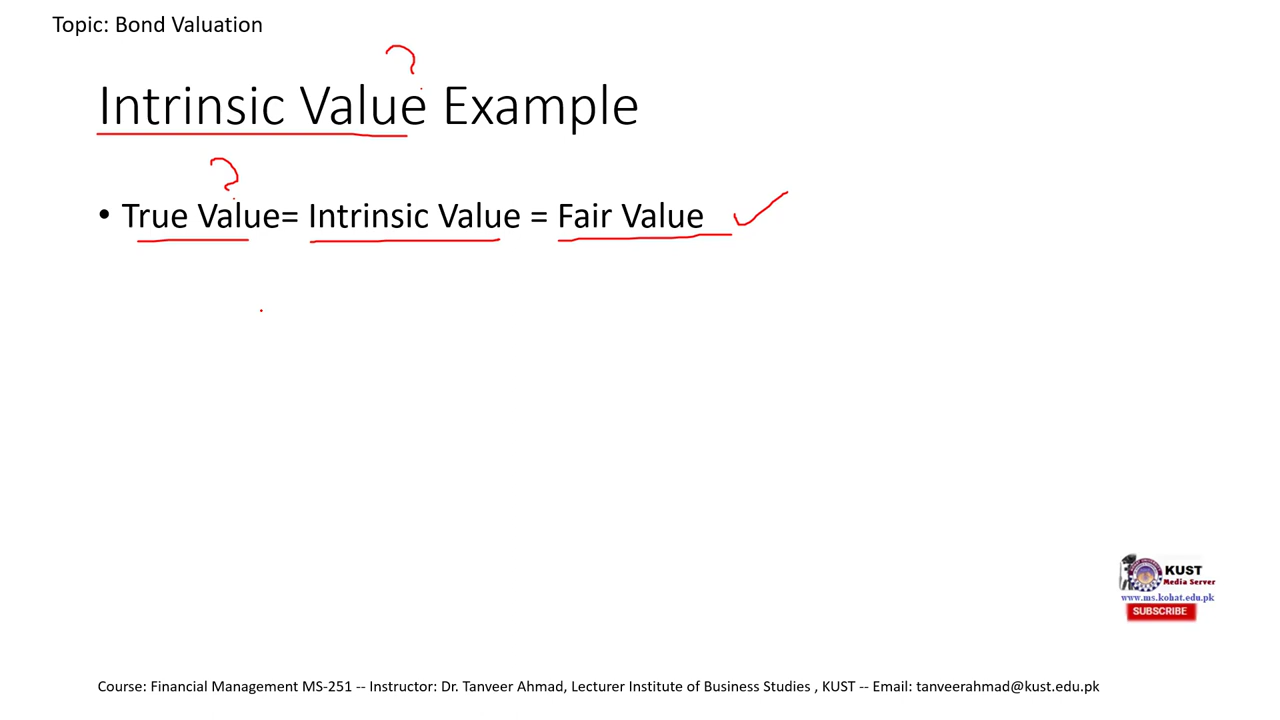 Topic: Bond Valuation
?
Intrinsic Value Example
?
• True Value= Intrinsic Value = Fair Value
KUST
Media Server
www.ms.kohat.edu.pk
SUBSCRIBE
Course: Financial Management MS-251 -- Instructor: Dr. Tanveer Ahmad, Lecturer Institute of Business Studies , KUST -- Email: tanveerahmad@kust.edu.pk